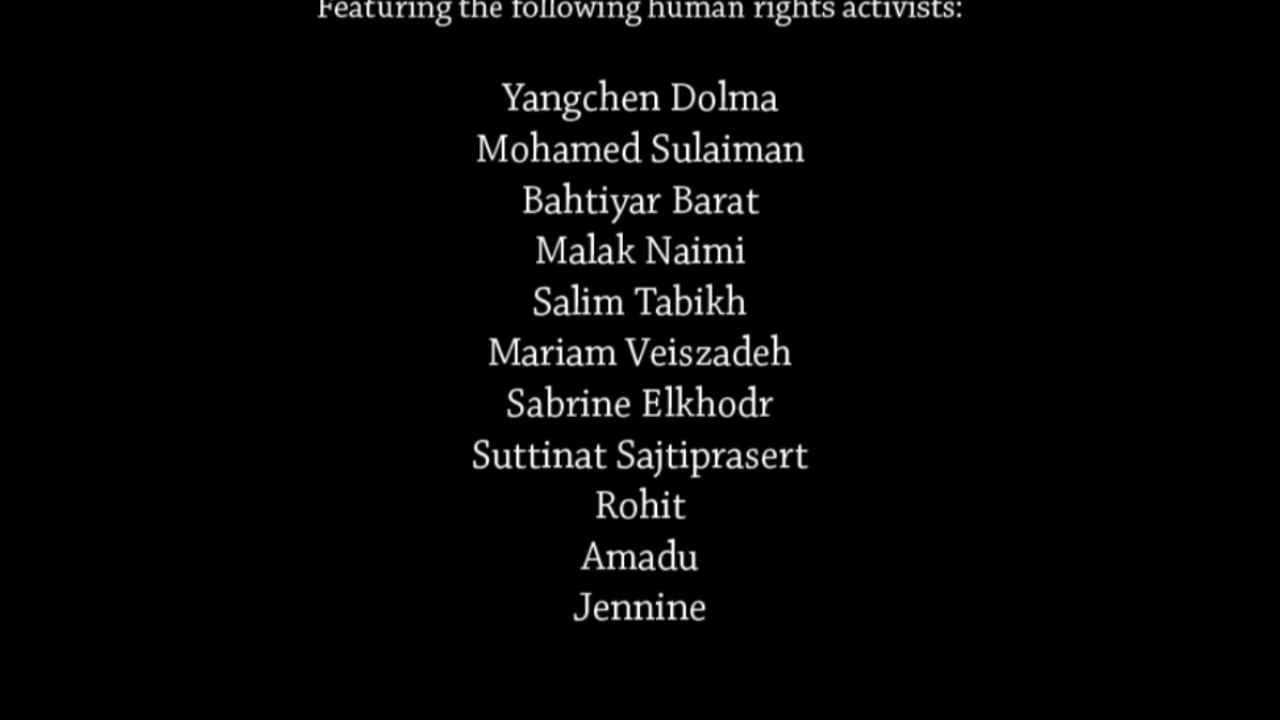 Featuring the following human rights activists:
Yangchen Dolma
Mohamed Sulaiman
Bahtiyar Barat
Malak Naimi
Salim Tabikh
Mariam Veiszadeh
Sabrine Elkhodr
Suttinat Sajtiprasert
Rohit
Amadu
Jennine